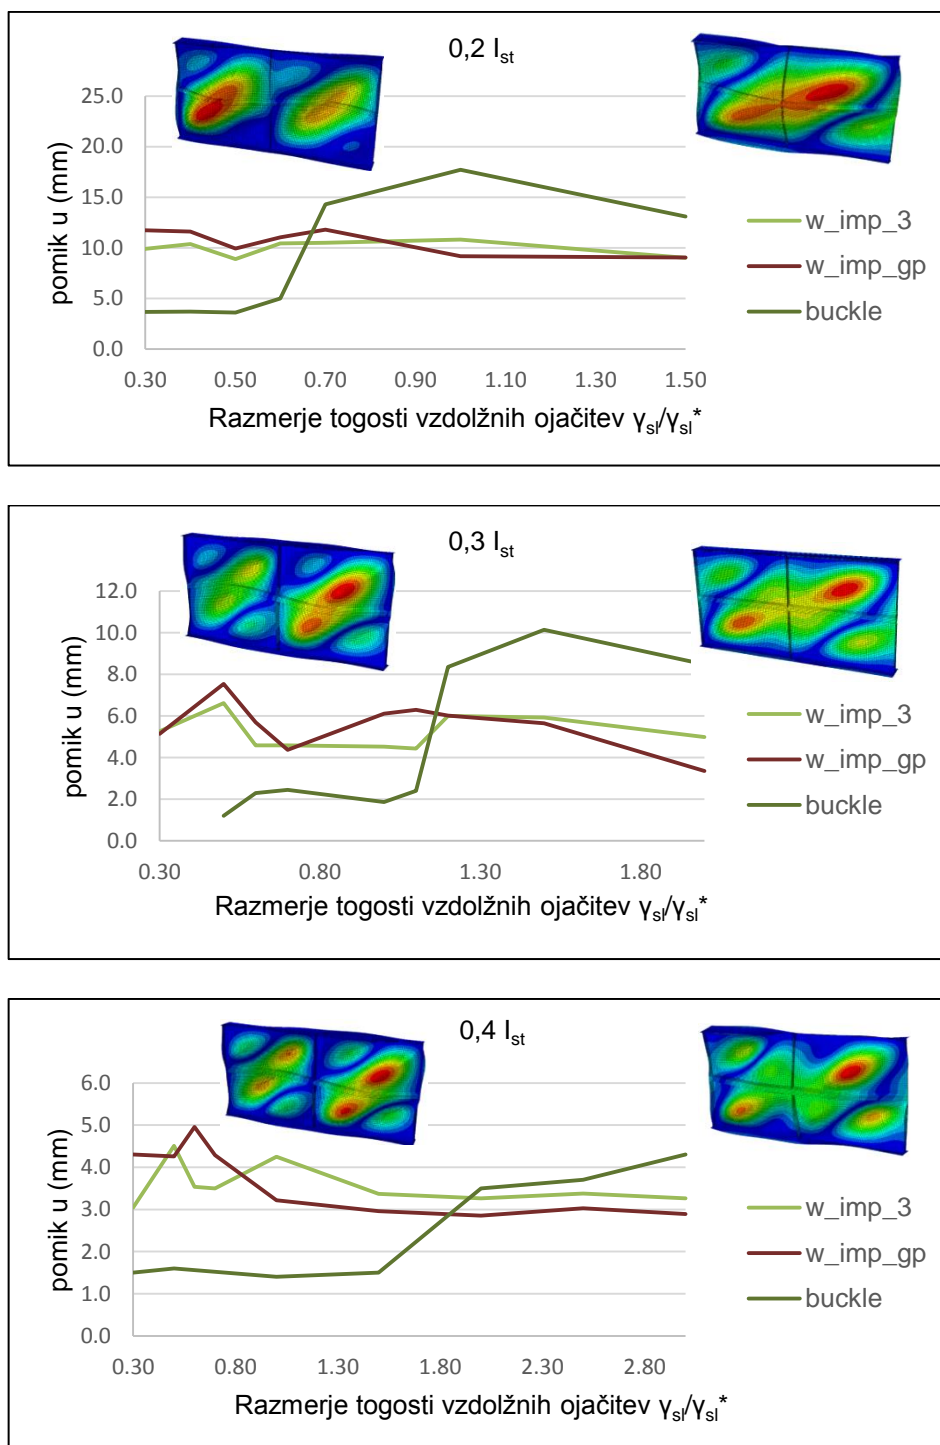 0,2 Ist
25.0
20.0
15.0
10.0
5.0
0.0
pomik u (mm)
0.30 0.50 0.70 0.90 1.10 1.30 1.50
Razmerje togosti vzdolžnih ojačitev γsl/γsl*
w_imp_3
w_imp_gp
buckle
0,3 Ist
12.0
10.0
8.0
6.0
4.0
2.0
0.0
pomik u (mm)
0.30 0.80 1.30 1.80
Razmerje togosti vzdolžnih ojačitev γsl/γsl*
w_imp_3
w_imp_gp
buckle
0,4 Ist
6.0
5.0
4.0
3.0
2.0
1.0
0.0
pomik u (mm)
0.30 0.80 1.30 1.80 2.30 2.80
Razmerje togosti vzdolžnih ojačitev γsl/γsl*
w_imp_3
w_imp_gp
buckle